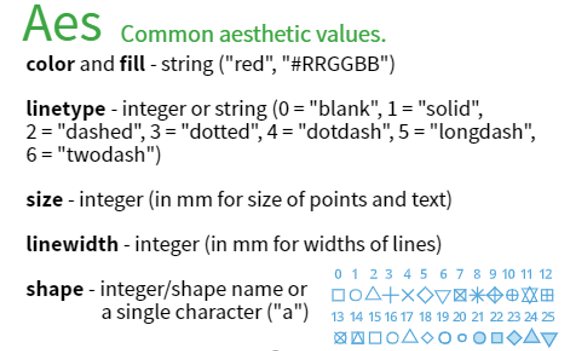 Aes Common aesthetic values.
color and fill - string ("red", "#RRGGBB")
linetype - integer or string (0 = "blank", 1 = "solid",
2 = "dashed", 3 = "dotted", 4 = "dotdash", 5 = "longdash",
6 = "twodash")
size - integer (in mm for size of points and text)
linewidth - integer (in mm for widths of lines)
shape - integer/shape name or
a single character ("a")
0 1 2 3 4 5 6 7 8 9 10 11 12
13 14 15 16 17 18 19 20 21 22 23 24 25